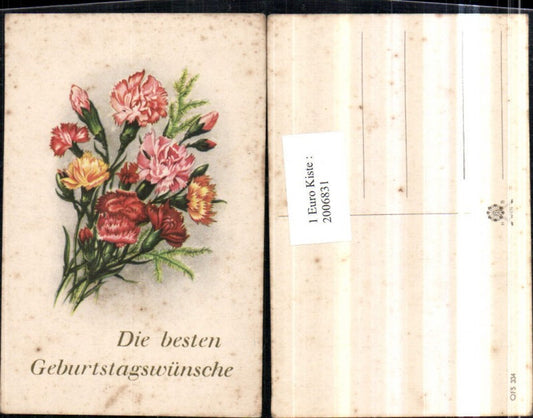 Die besten
Geburtstagswünsche
1 Euro Kiste :
2006831
OFS 334